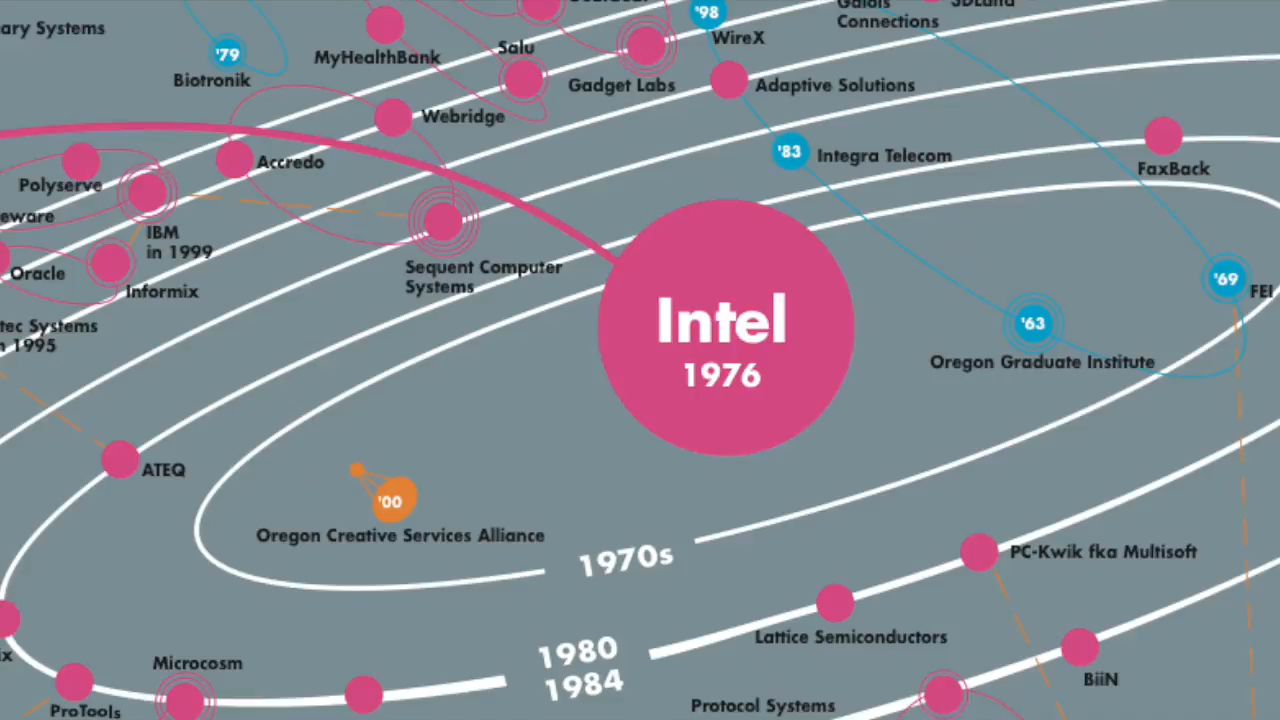 ary Systems
'79
Biotronik
MyHealthBank
Salu
Gadget Labs
'98
WireX
Galois
Connections
3DLand
Adaptive Solutions
Webridge
Accredo
'83
Integra Telecom
FaxBack
Polyserve
eware
IBM
in 1999
Oracle
Informix
Sequent Computer
Systems
Intel
1976
'69
FEI
'63
Oregon Graduate Institute
tec Systems
n 1995
ATEQ
'00
Oregon Creative Services Alliance
1970s
PC-Kwik fka Multisoft
Lattice Semiconductors
1980
1984
ix
Microcosm
ProTools
BiiN
Protocol Systems